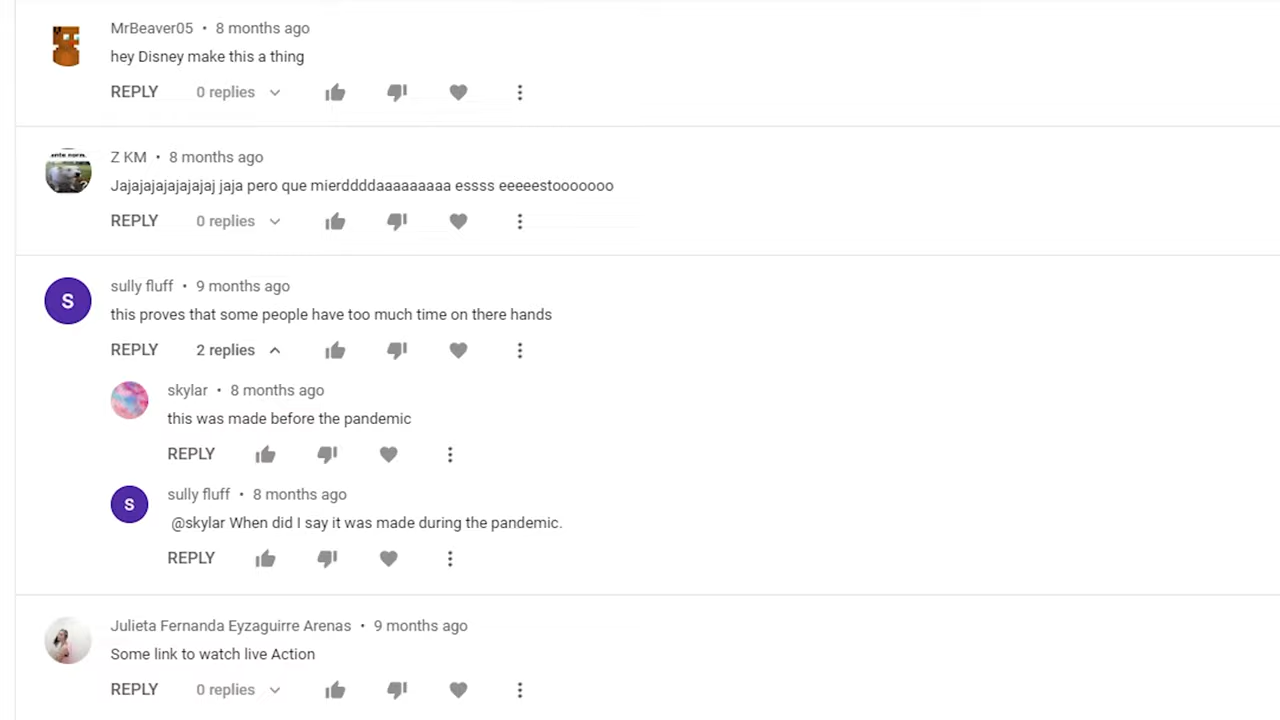 MrBeaver05 • 8 months ago
hey Disney make this a thing
REPLY 0 replies
Z KM • 8 months ago
Jajajajajajajaj jaja pero que mierddddaaaaaaaaa essss eeeeestooooooo
REPLY 0 replies
S sully fluff • 9 months ago
this proves that some people have too much time on there hands
REPLY 2 replies
skylar • 8 months ago
this was made before the pandemic
REPLY
S sully fluff • 8 months ago
@skylar When did I say it was made during the pandemic.
REPLY
Julieta Fernanda Eyzaguirre Arenas • 9 months ago
Some link to watch live Action
REPLY 0 replies